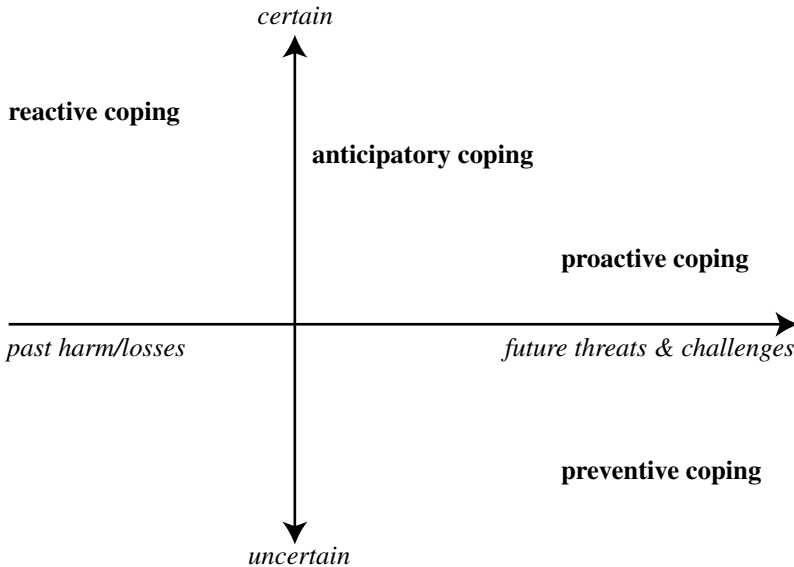 certain
reactive coping
anticipatory coping
proactive coping
past harm/losses
future threats & challenges
preventive coping
uncertain